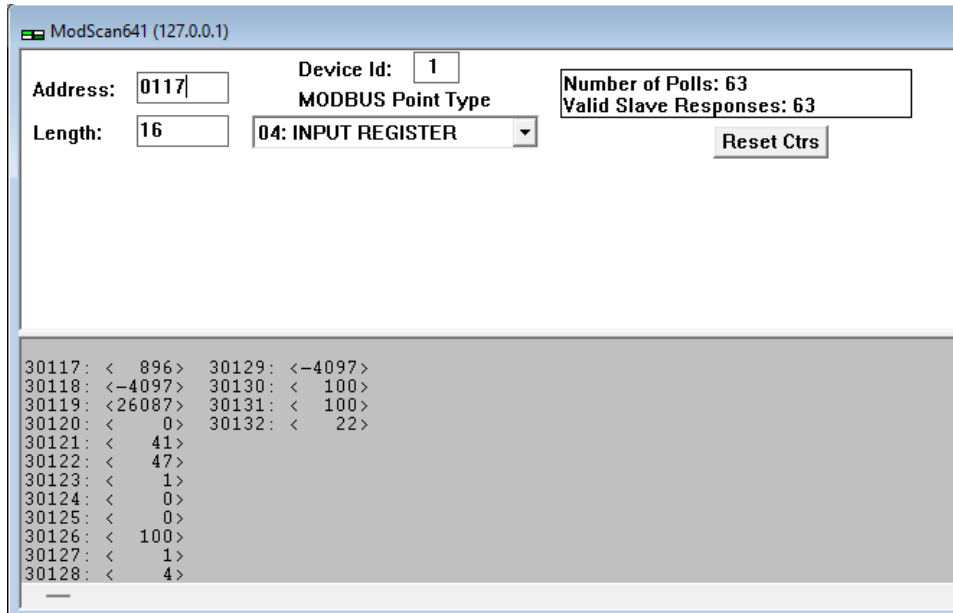 ModScan641 (127.0.0.1)
Address: 0117
Device Id: 1
MODBUS Point Type
Number of Polls: 63
Valid Slave Responses: 63
Length: 16
04: INPUT REGISTER
Reset Ctrs
30117: <  896>  30129: <-4097>
30118: <-4097>  30130: <  100>
30119: <26087>  30131: <  100>
30120: <    0>  30132: <   22>
30121: <   41>
30122: <   47>
30123: <    1>
30124: <    0>
30125: <    0>
30126: <  100>
30127: <    1>
30128: <    4>